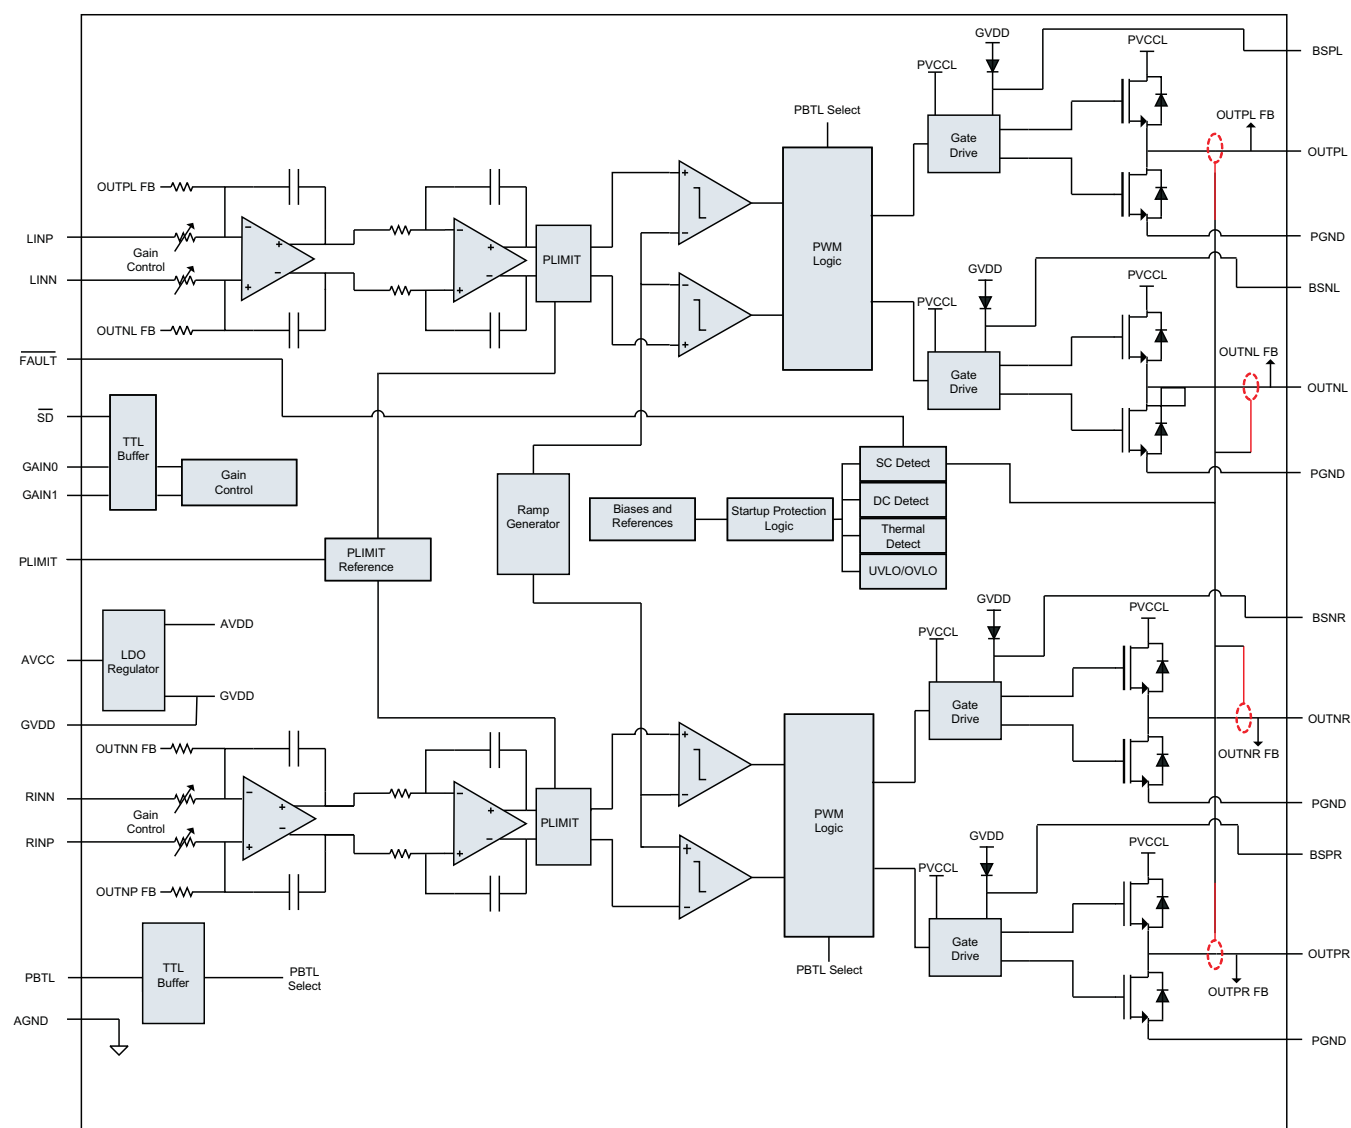 GVDD
PVCCL
BSPL
PVCCL
OUTPL FB
PBTL Select
Gate
Drive
OUTPL
OUTPL FB
LINP
Gain
Control
LINN
OUTNL FB
PLIMIT
PWM
Logic
PGND
GVDD
PVCCL
BSNL
PVCCL
OUTNL FB
Gate
Drive
OUTNL
PGND
FAULT
SD
GAIN0
GAIN1
TTL
Buffer
Gain
Control
PLIMIT
PLIMIT
Reference
Ramp
Generator
Biases and
References
Startup Protection
Logic
SC Detect
DC Detect
Thermal
Detect
UVLO/OVLO
AVCC
LDO
Regulator
AVDD
GVDD
GVDD
GVDD
PVCCL
BSNR
PVCCL
Gate
Drive
OUTNR
OUTNR FB
PGND
OUTNN FB
RINN
Gain
Control
RINP
OUTNP FB
PLIMIT
PWM
Logic
PBTL Select
GVDD
PVCCL
BSPR
PVCCL
Gate
Drive
OUTPR
OUTPR FB
PGND
PBTL
TTL
Buffer
PBTL
Select
AGND